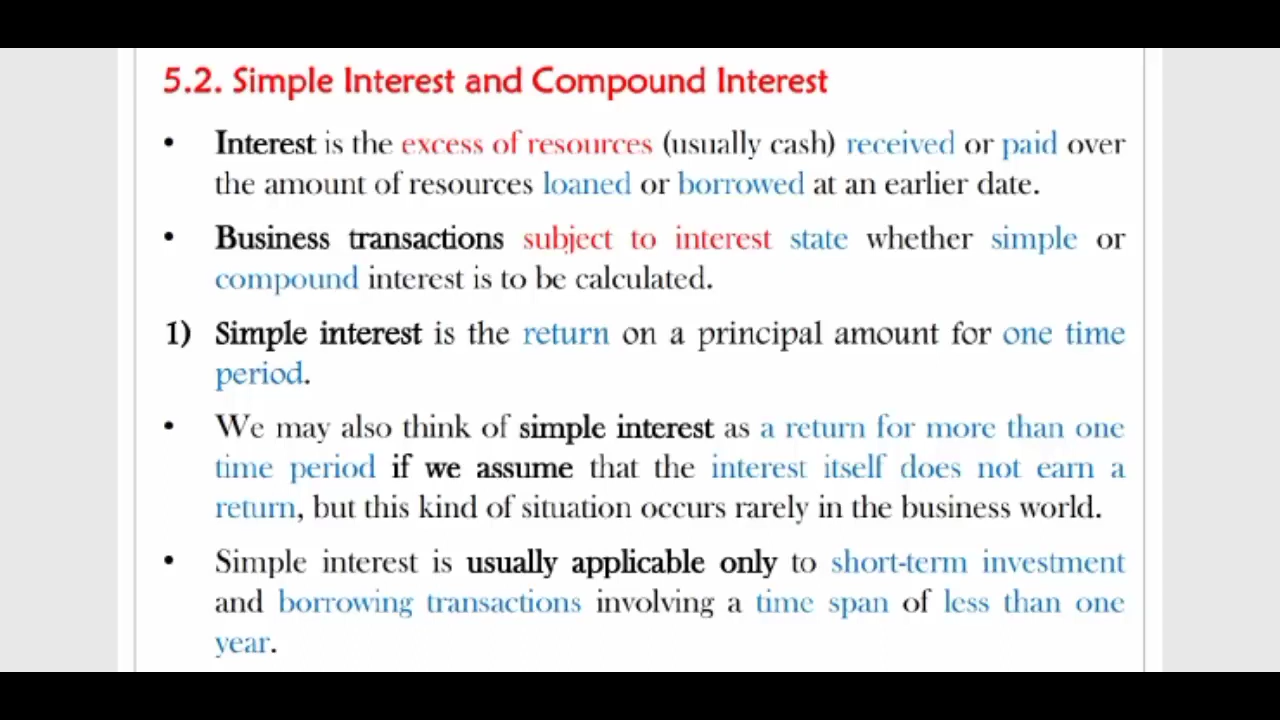 5.2. Simple Interest and Compound Interest
• Interest is the excess of resources (usually cash) received or paid over
the amount of resources loaned or borrowed at an earlier date.
• Business transactions subject to interest state whether simple or
compound interest is to be calculated.
1) Simple interest is the return on a principal amount for one time
period.
• We may also think of simple interest as a return for more than one
time period if we assume that the interest itself does not earn a
return, but this kind of situation occurs rarely in the business world.
• Simple interest is usually applicable only to short-term investment
and borrowing transactions involving a time span of less than one
year.